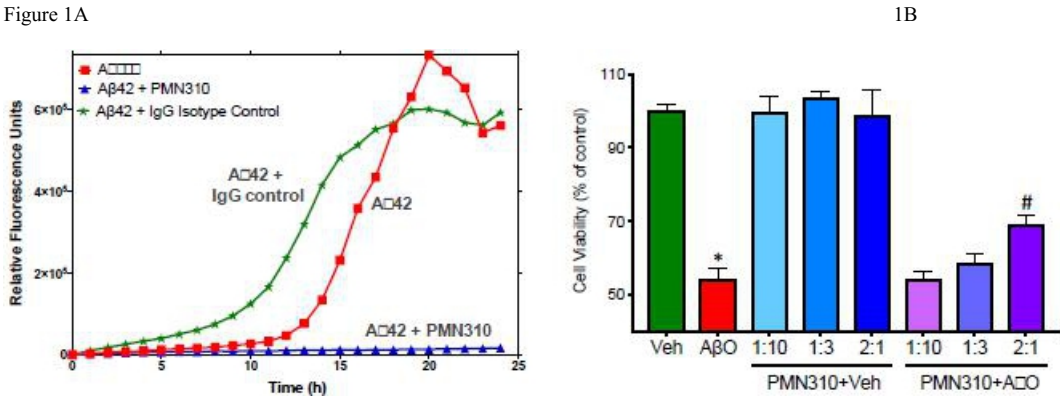 Figure 1A
1B
A□□□□
Aβ42 + PMN310
Aβ42 + IgG Isotype Control
A□42 +
IgG control
A□42
A□42 + PMN310
Relative Fluorescence Units
6×10⁵
4×10⁵
2×10⁵
0
0
5
10
15
20
25
Time (h)
Cell Viability (% of control)
110
90
70
50
*
#
Veh
AβO
1:10
1:3
2:1
1:10
1:3
2:1
PMN310+Veh
PMN310+A□O